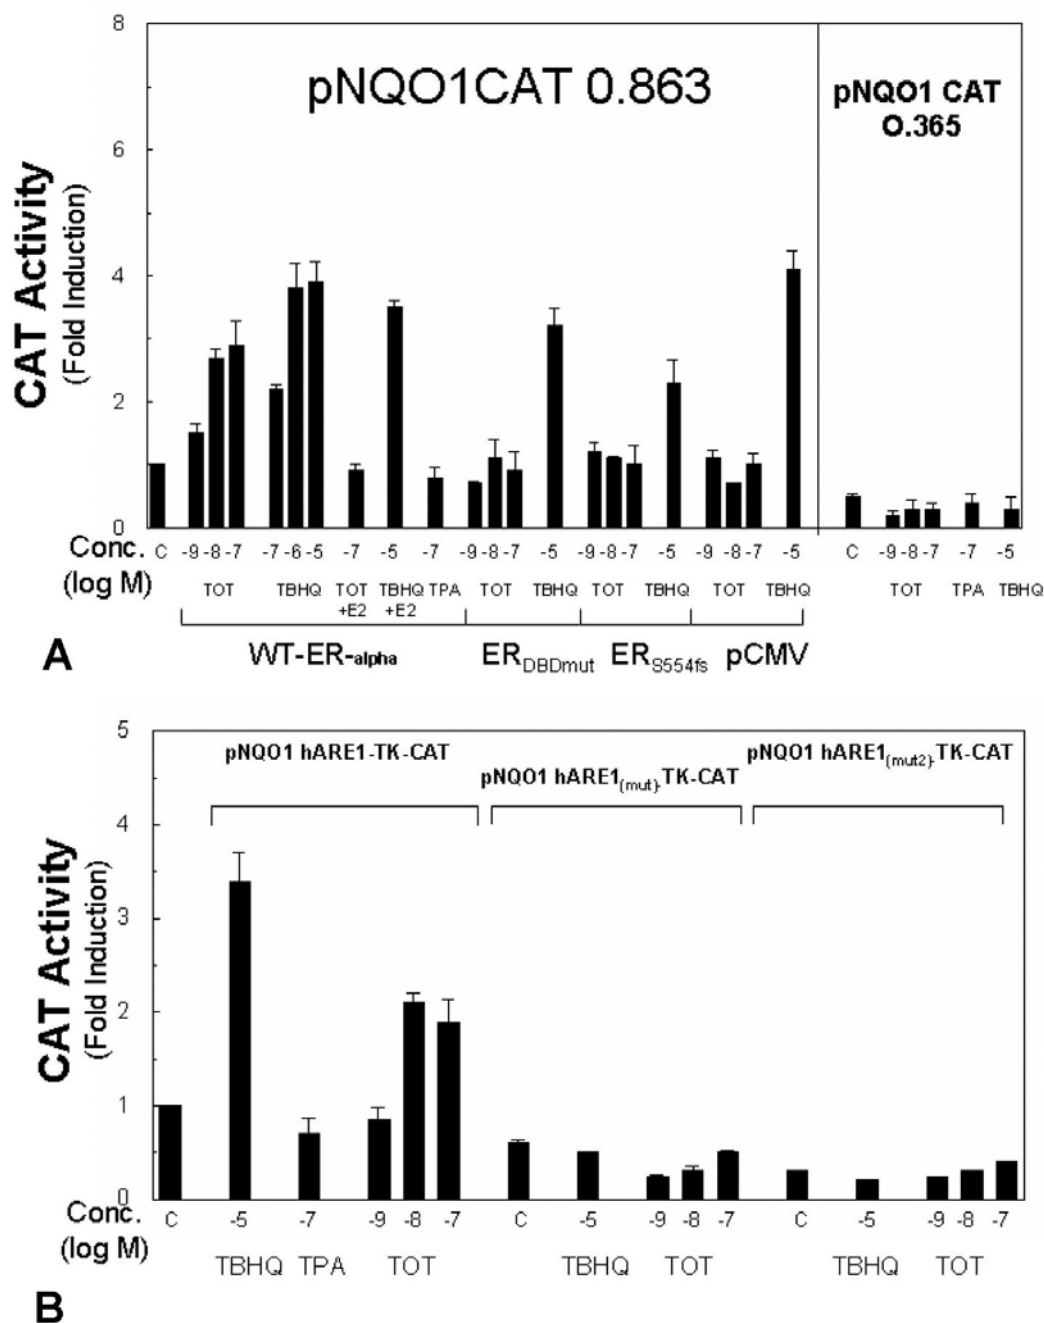 8
pNQO1CAT 0.863
pNQO1 CAT
O.365
6
CAT Activity
(Fold Induction)
4
2
0
Conc.
(log M)
C -9 -8 -7 -7 -6 -5 -7 -5 -7 -9 -8 -7 -5 -9 -8 -7 -5 -9 -8 -7 -5 C -9 -8 -7 -7 -5
TOT TBHQ TOT TBHQ TPA TOT TBHQ TOT TBHQ TOT TBHQ TOT TPA TBHQ
+E2 +E2
WT-ER-alpha ERDBDmut ERS554fs pCMV
A
5
pNQO1 hARE1-TK-CAT
pNQO1 hARE1(mut)-TK-CAT
pNQO1 hARE1(mut2)-TK-CAT
4
CAT Activity
(Fold Induction)
3
2
1
0
Conc.
(log M)
C -5 -7 -9 -8 -7 C -5 -9 -8 -7 C -5 -9 -8 -7
TBHQ TPA TOT TBHQ TOT TBHQ TOT
B